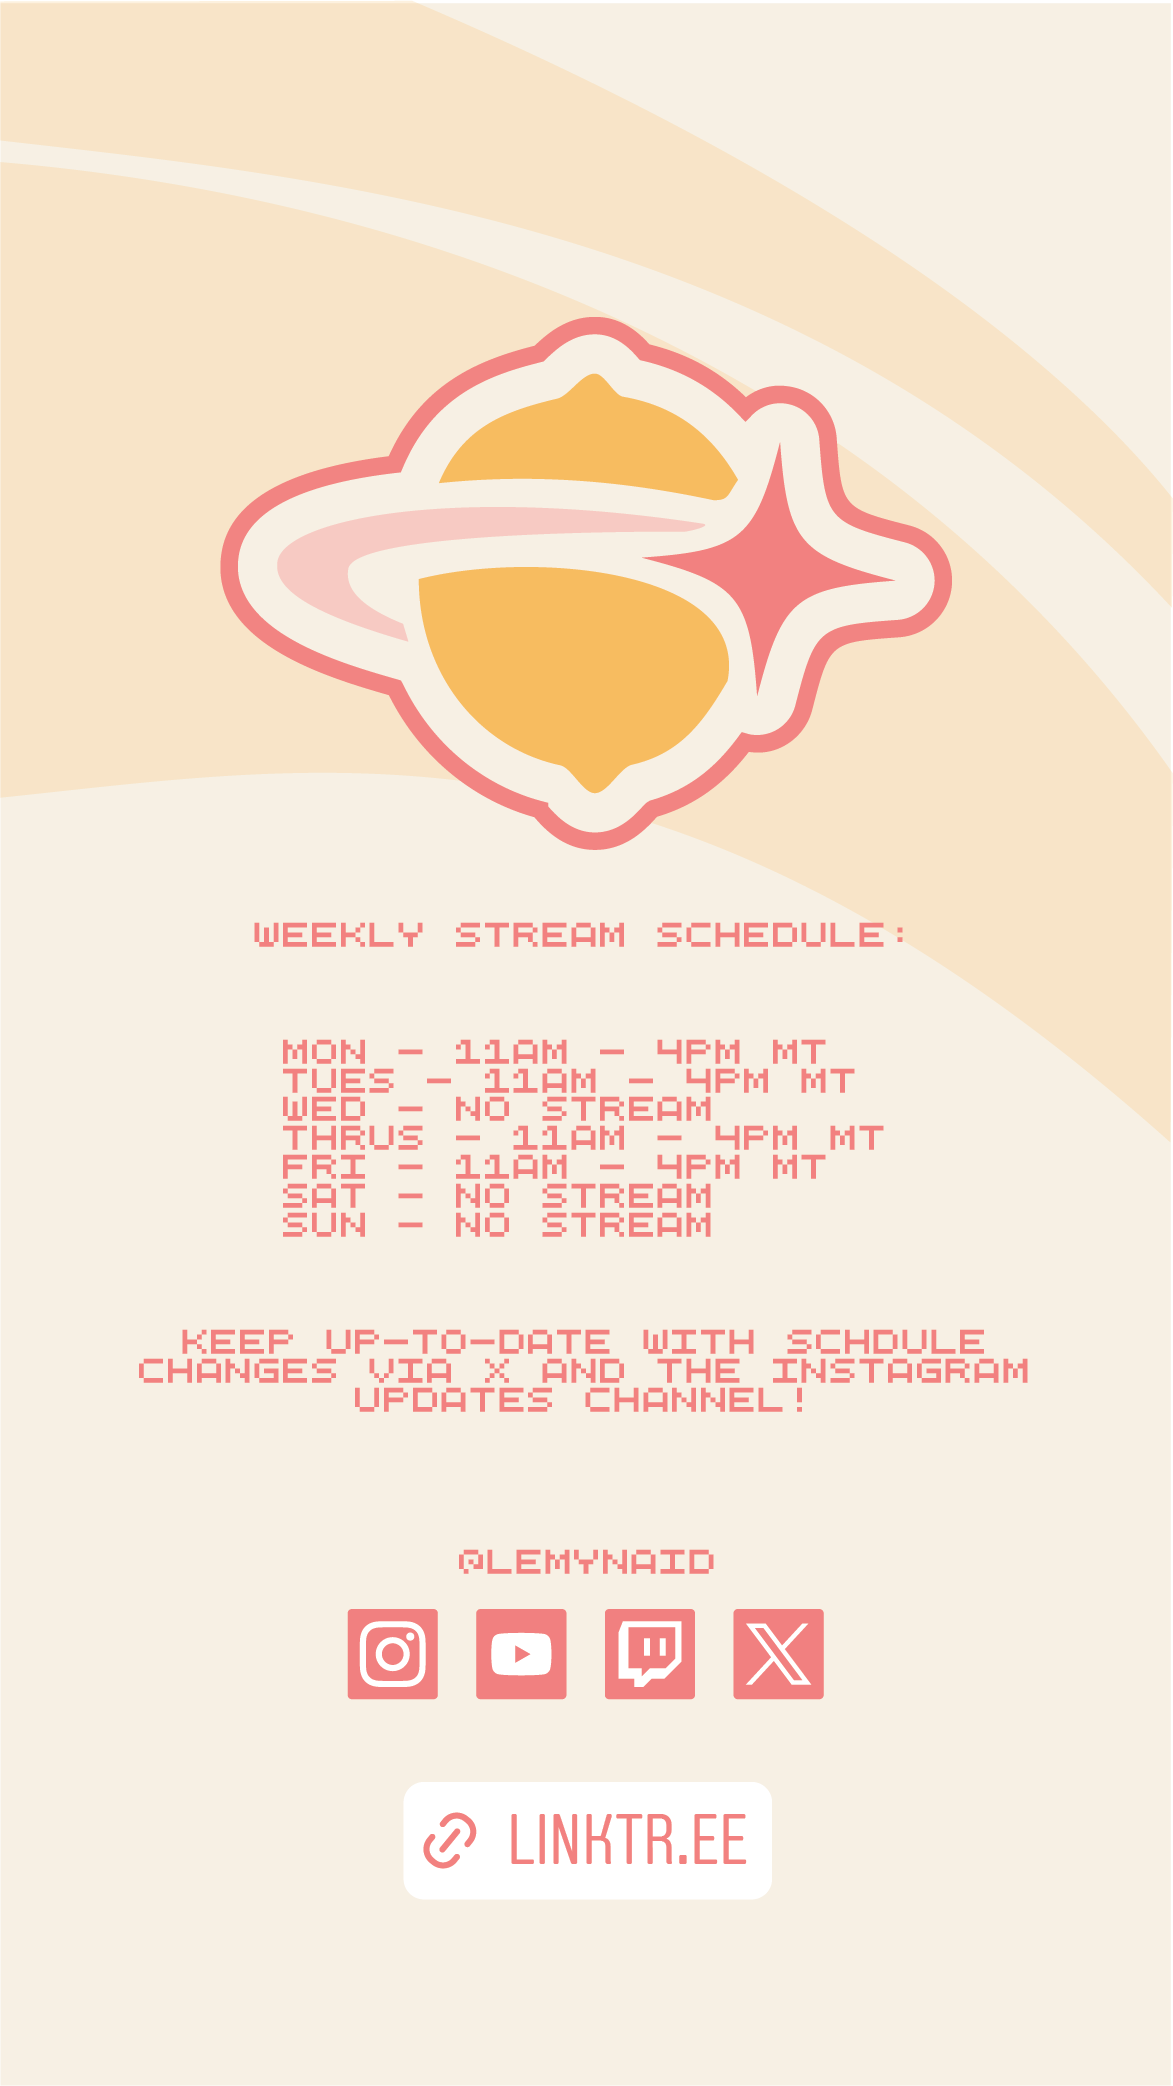 WEEKLY STREAM SCHEDULE:
MON - 11AM - 4PM MT
TUES - 11AM - 4PM MT
WED - NO STREAM
THRUS - 11AM - 4PM MT
FRI - 11AM - 4PM MT
SAT - NO STREAM
SUN - NO STREAM
KEEP UP-TO-DATE WITH SCHDULE
CHANGES VIA X AND THE INSTAGRAM
UPDATES CHANNEL!
@LEMYNAID
LINKTR.EE